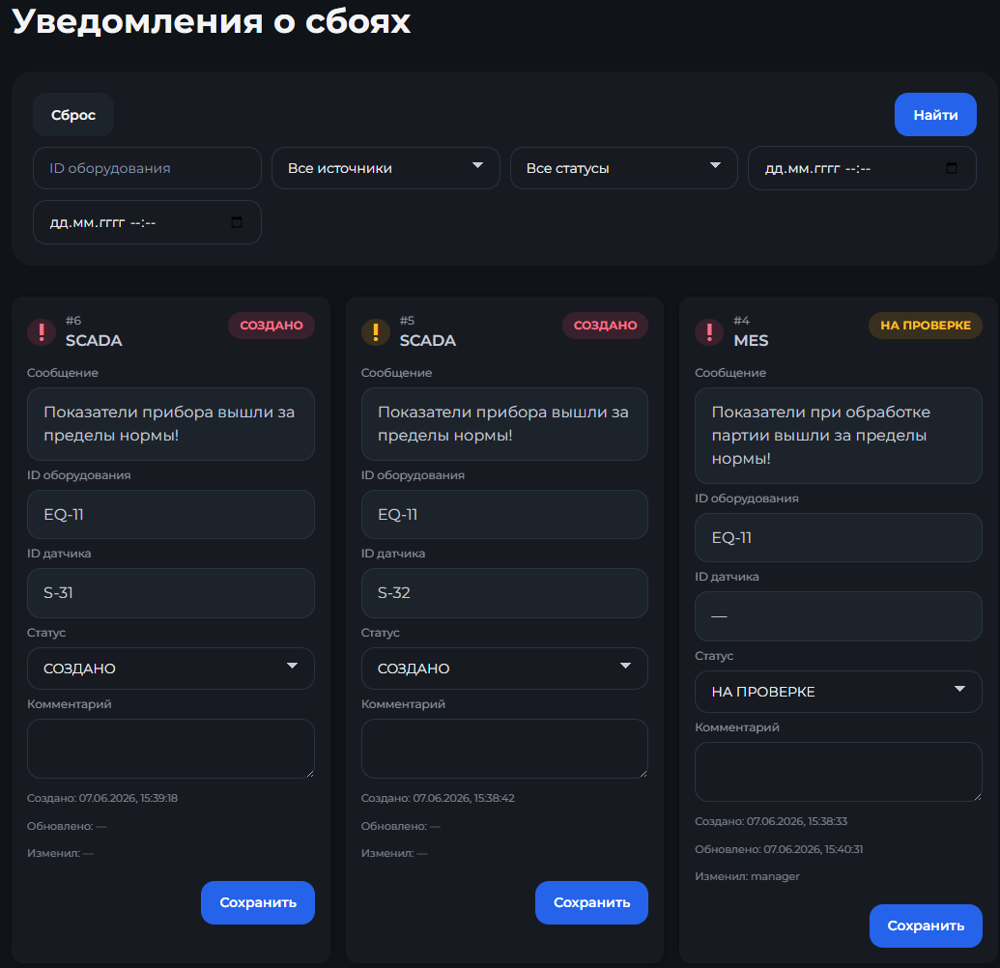 Уведомления о сбоях
Сброс
Найти
ID оборудования
Все источники
Все статусы
дд.мм.гггг --:--
дд.мм.гггг --:--
!
#6
SCADA
СОЗДАНО
Сообщение
Показатели прибора вышли за
пределы нормы!
ID оборудования
EQ-11
ID датчика
S-31
Статус
СОЗДАНО
Комментарий
Создано: 07.06.2026, 15:39:18
Обновлено: —
Изменил: —
Сохранить
!
#5
SCADA
СОЗДАНО
Сообщение
Показатели прибора вышли за
пределы нормы!
ID оборудования
EQ-11
ID датчика
S-32
Статус
СОЗДАНО
Комментарий
Создано: 07.06.2026, 15:38:42
Обновлено: —
Изменил: —
Сохранить
!
#4
MES
НА ПРОВЕРКЕ
Сообщение
Показатели при обработке
партии вышли за пределы
нормы!
ID оборудования
EQ-11
ID датчика
—
Статус
НА ПРОВЕРКЕ
Комментарий
Создано: 07.06.2026, 15:38:33
Обновлено: 07.06.2026, 15:40:31
Изменил: manager
Сохранить